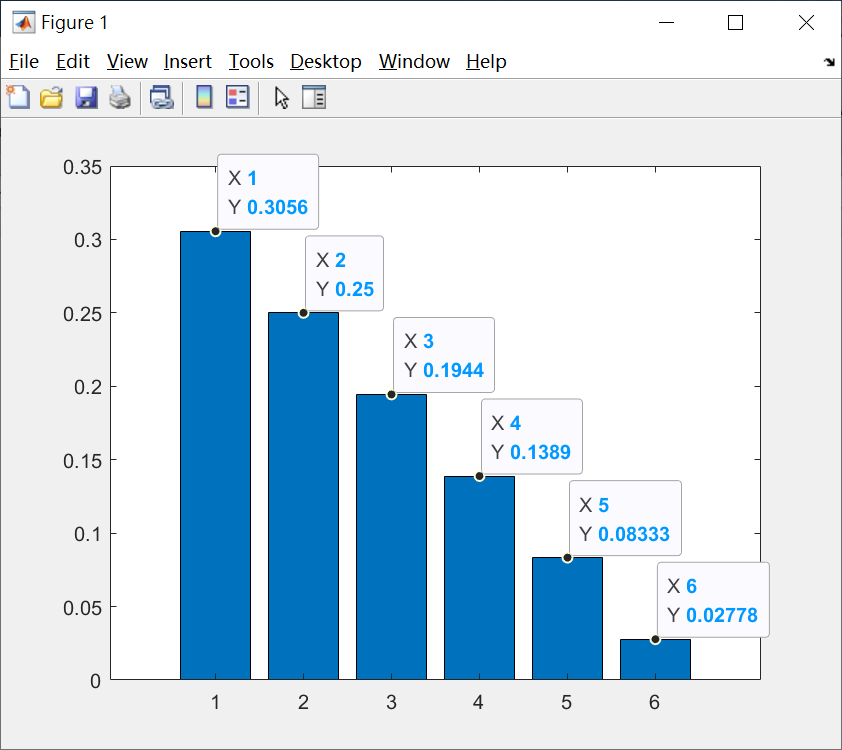 Figure 1
File Edit View Insert Tools Desktop Window Help
0.35
0.3
0.25
0.2
0.15
0.1
0.05
0
X 1
Y 0.3056
X 2
Y 0.25
X 3
Y 0.1944
X 4
Y 0.1389
X 5
Y 0.08333
X 6
Y 0.02778
1 2 3 4 5 6